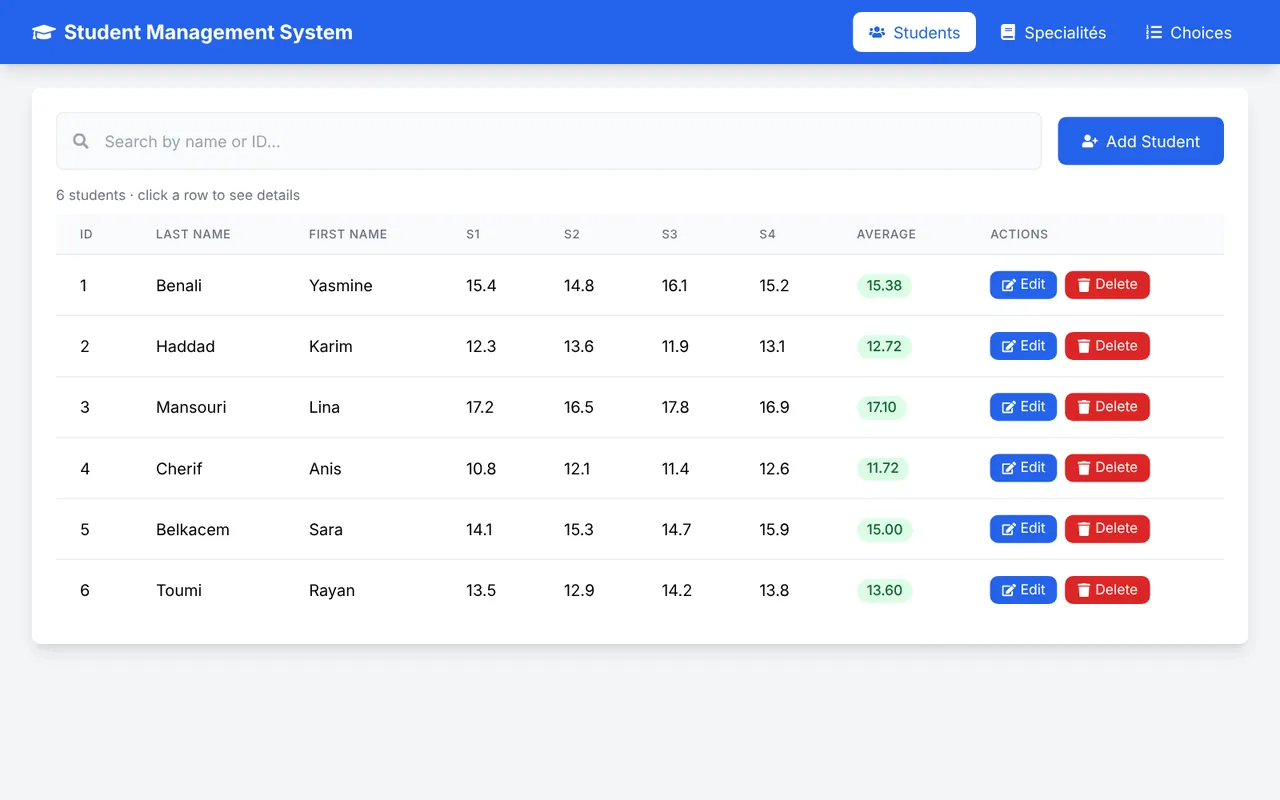 Student Management System
Students
Specialités
Choices
Search by name or ID...
Add Student
6 students · click a row to see details
ID LAST NAME FIRST NAME S1 S2 S3 S4 AVERAGE ACTIONS
1 Benali Yasmine 15.4 14.8 16.1 15.2 15.38 Edit Delete
2 Haddad Karim 12.3 13.6 11.9 13.1 12.72 Edit Delete
3 Mansouri Lina 17.2 16.5 17.8 16.9 17.10 Edit Delete
4 Cherif Anis 10.8 12.1 11.4 12.6 11.72 Edit Delete
5 Belkacem Sara 14.1 15.3 14.7 15.9 15.00 Edit Delete
6 Toumi Rayan 13.5 12.9 14.2 13.8 13.60 Edit Delete